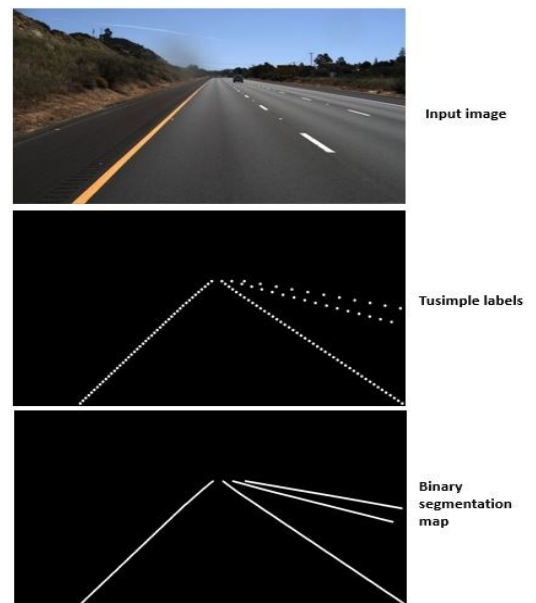 Input image
Tusimple labels
Binary
segmentation
map